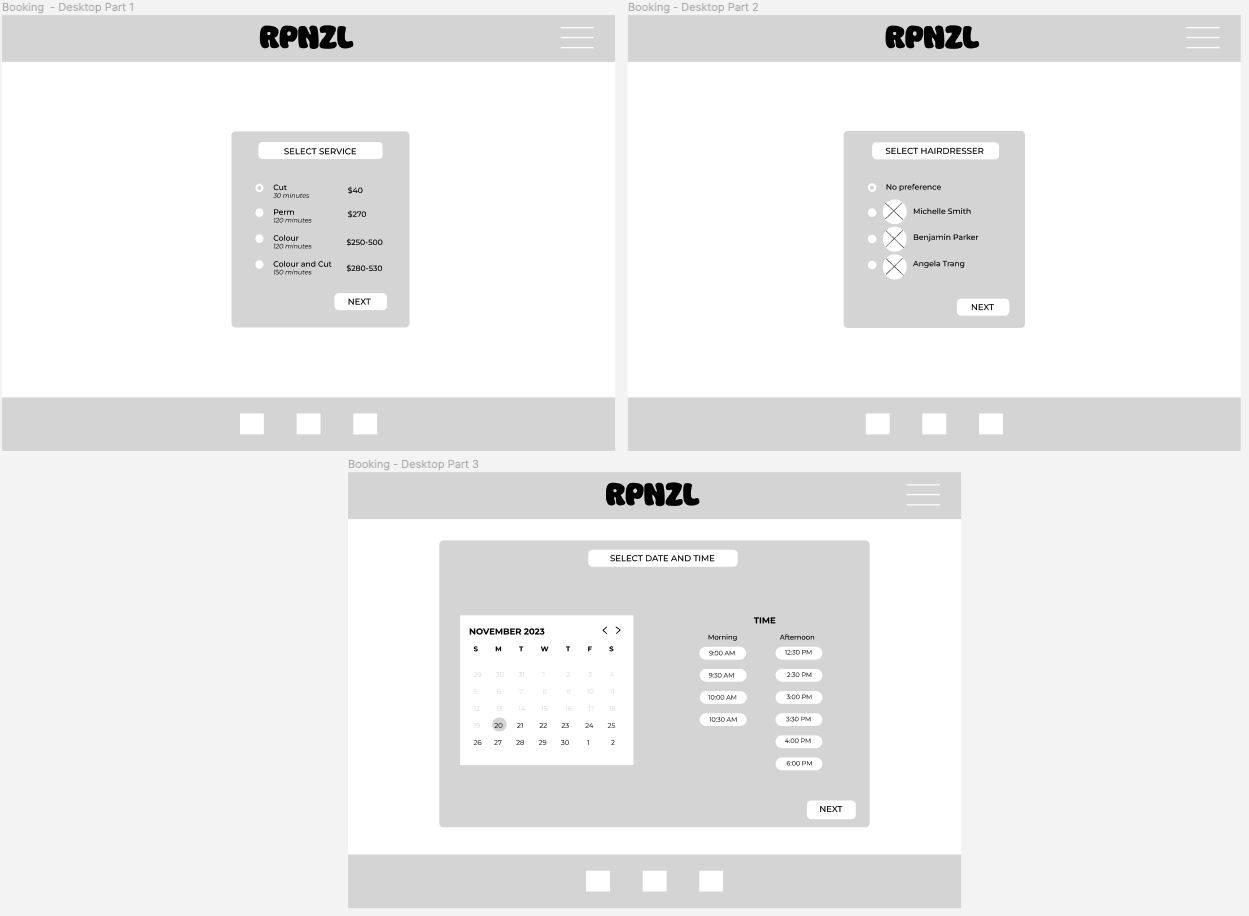 Booking - Desktop Part 1
RPNZL
SELECT SERVICE
Cut $40
30 minutes
Perm $270
120 minutes
Colour $250-500
120 minutes
Colour and Cut $280-530
150 minutes
NEXT
Booking - Desktop Part 2
RPNZL
SELECT HAIRDRESSER
No preference
Michelle Smith
Benjamin Parker
Angela Trang
NEXT
Booking - Desktop Part 3
RPNZL
SELECT DATE AND TIME
NOVEMBER 2023 < >
S M T W T F S
29 30 31 1 2 3 4
5 6 7 8 9 10 11
12 13 14 15 16 17 18
19 20 21 22 23 24 25
26 27 28 29 30 1 2
TIME
Morning Afternoon
9:00 AM 12:30 PM
9:30 AM 2:30 PM
10:00 AM 3:00 PM
10:30 AM 3:30 PM
4:00 PM
6:00 PM
NEXT